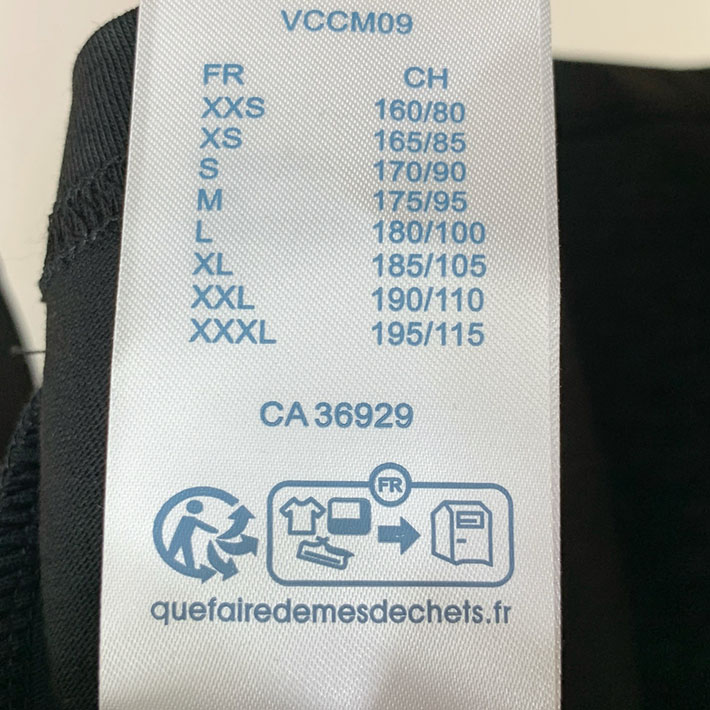 VCCM09
FR CH
XXS 160/80
XS 165/85
S 170/90
M 175/95
L 180/100
XL 185/105
XXL 190/110
XXXL 195/115
CA 36929
FR
quefairedemesdechets.fr